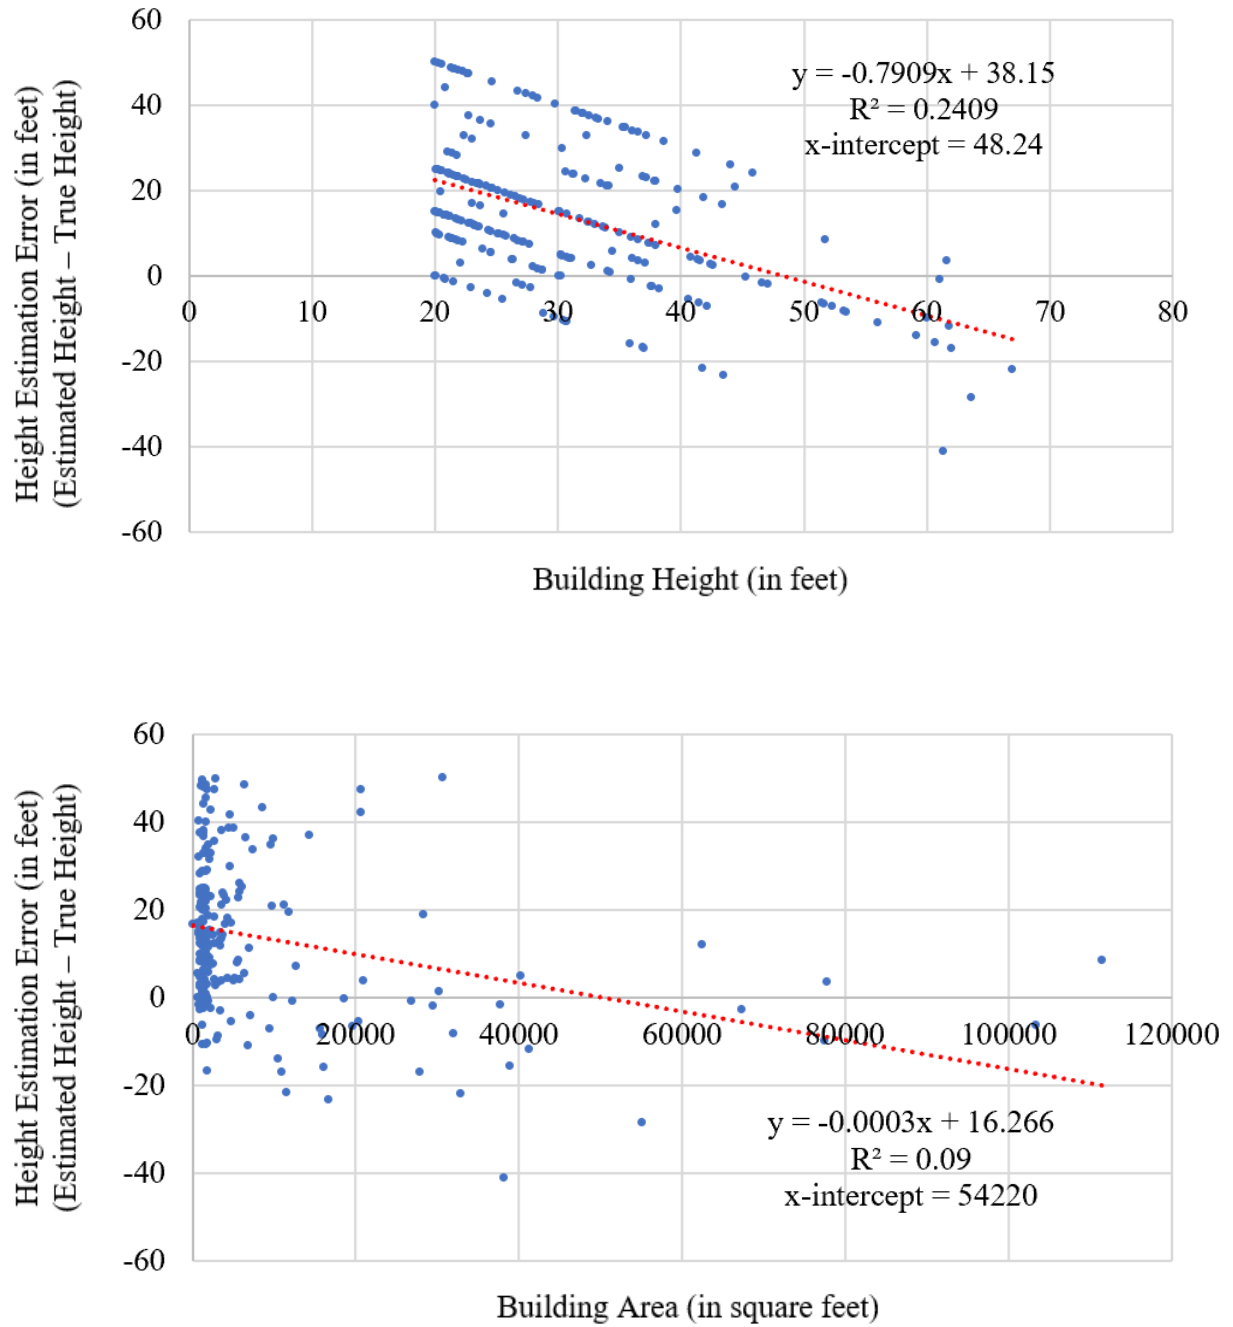 60
40
20
0
-20
-40
-60
0 10 20 30 40 50 60 70 80
y = -0.7909x + 38.15
R² = 0.2409
x-intercept = 48.24
Height Estimation Error (in feet)
(Estimated Height – True Height)
Building Height (in feet)
60
40
20
0
-20
-40
-60
0 20000 40000 60000 80000 100000 120000
y = -0.0003x + 16.266
R² = 0.09
x-intercept = 54220
Height Estimation Error (in feet)
(Estimated Height – True Height)
Building Area (in square feet)